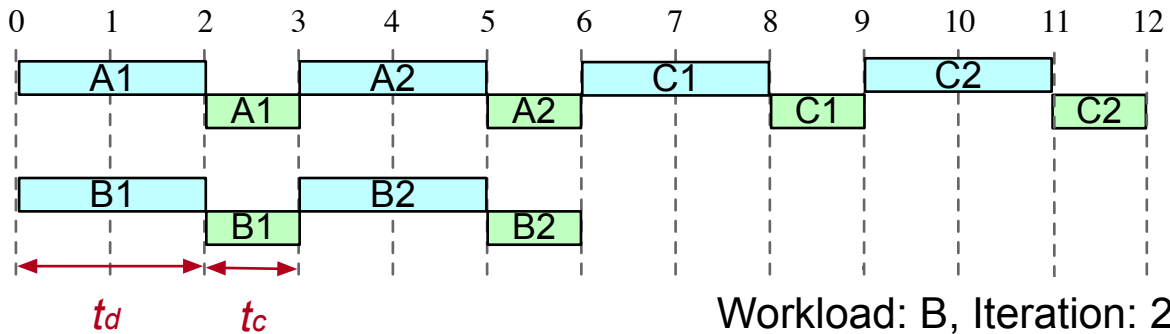 0 1 2 3 4 5 6 7 8 9 10 11 12
A1 A2 C1 C2
A1 A2 C1 C2
B1 B2
B1 B2
td tc
Workload: B, Iteration: 2